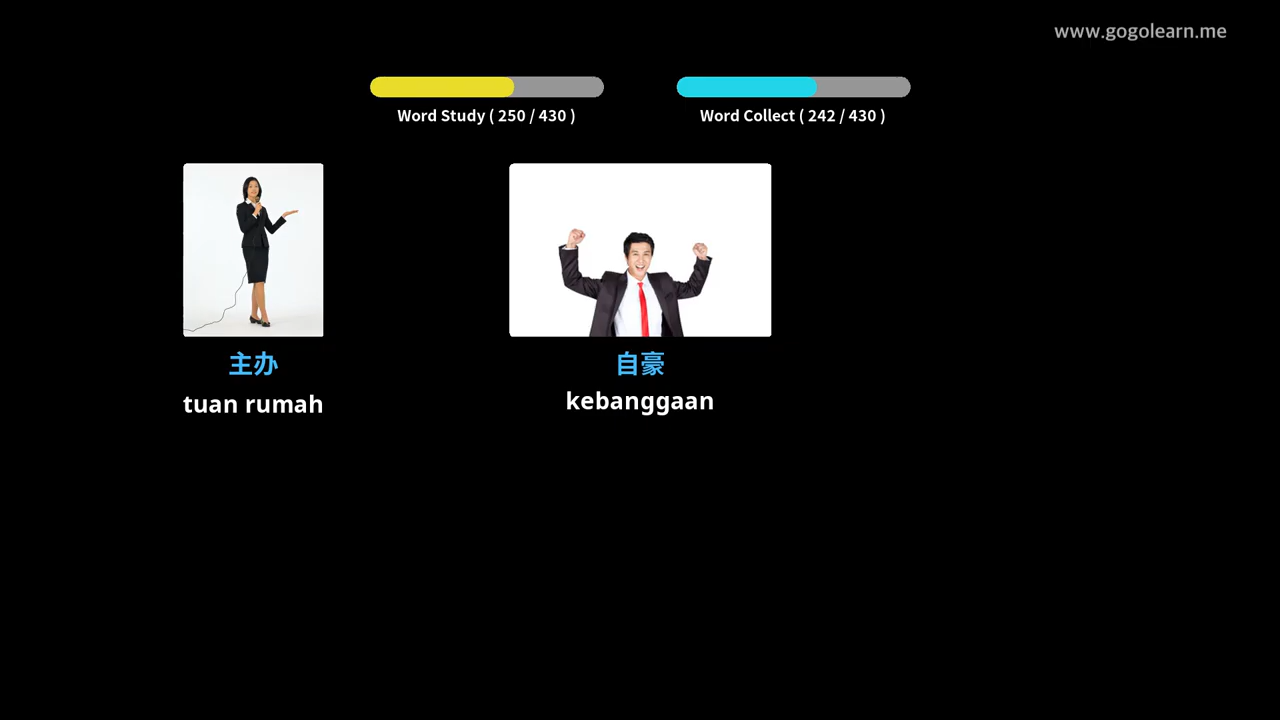 www.gogolearn.me
Word Study ( 250 / 430 )
Word Collect ( 242 / 430 )
主办
tuan rumah
自豪
kebanggaan